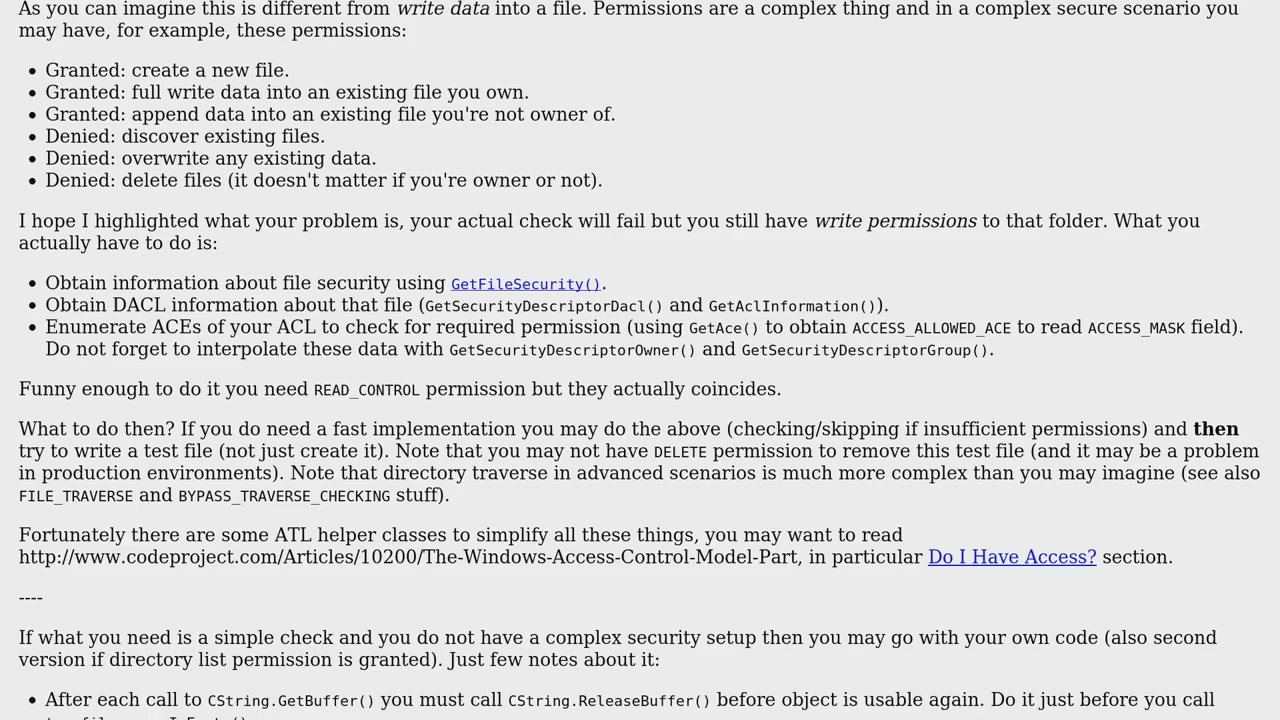 As you can imagine this is different from write data into a file. Permissions are a complex thing and in a complex secure scenario you
may have, for example, these permissions:
• Granted: create a new file.
• Granted: full write data into an existing file you own.
• Granted: append data into an existing file you're not owner of.
• Denied: discover existing files.
• Denied: overwrite any existing data.
• Denied: delete files (it doesn't matter if you're owner or not).
I hope I highlighted what your problem is, your actual check will fail but you still have write permissions to that folder. What you
actually have to do is:
• Obtain information about file security using GetFileSecurity().
• Obtain DACL information about that file (GetSecurityDescriptorDacl() and GetAclInformation()).
• Enumerate ACEs of your ACL to check for required permission (using GetAce() to obtain ACCESS_ALLOWED_ACE to read ACCESS_MASK field).
Do not forget to interpolate these data with GetSecurityDescriptorOwner() and GetSecurityDescriptorGroup().
Funny enough to do it you need READ_CONTROL permission but they actually coincides.
What to do then? If you do need a fast implementation you may do the above (checking/skipping if insufficient permissions) and then
try to write a test file (not just create it). Note that you may not have DELETE permission to remove this test file (and it may be a problem
in production environments). Note that directory traverse in advanced scenarios is much more complex than you may imagine (see also
FILE_TRAVERSE and BYPASS_TRAVERSE_CHECKING stuff).
Fortunately there are some ATL helper classes to simplify all these things, you may want to read
http://www.codeproject.com/Articles/10200/The-Windows-Access-Control-Model-Part, in particular Do I Have Access? section.
----
If what you need is a simple check and you do not have a complex security setup then you may go with your own code (also second
version if directory list permission is granted). Just few notes about it:
• After each call to CString.GetBuffer() you must call CString.ReleaseBuffer() before object is usable again. Do it just before you call